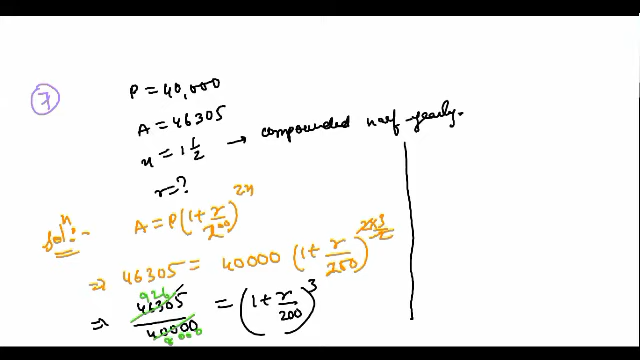 7
P = 40,000
A = 46305
n = 1 1/2 → compounded half yearly.
r = ?
Solⁿ:- A = P(1 + r/200)^2n
⇒ 46305 = 40000 (1 + r/200)^2×3/2
⇒ 46305/40000 = (1 + r/200)^3